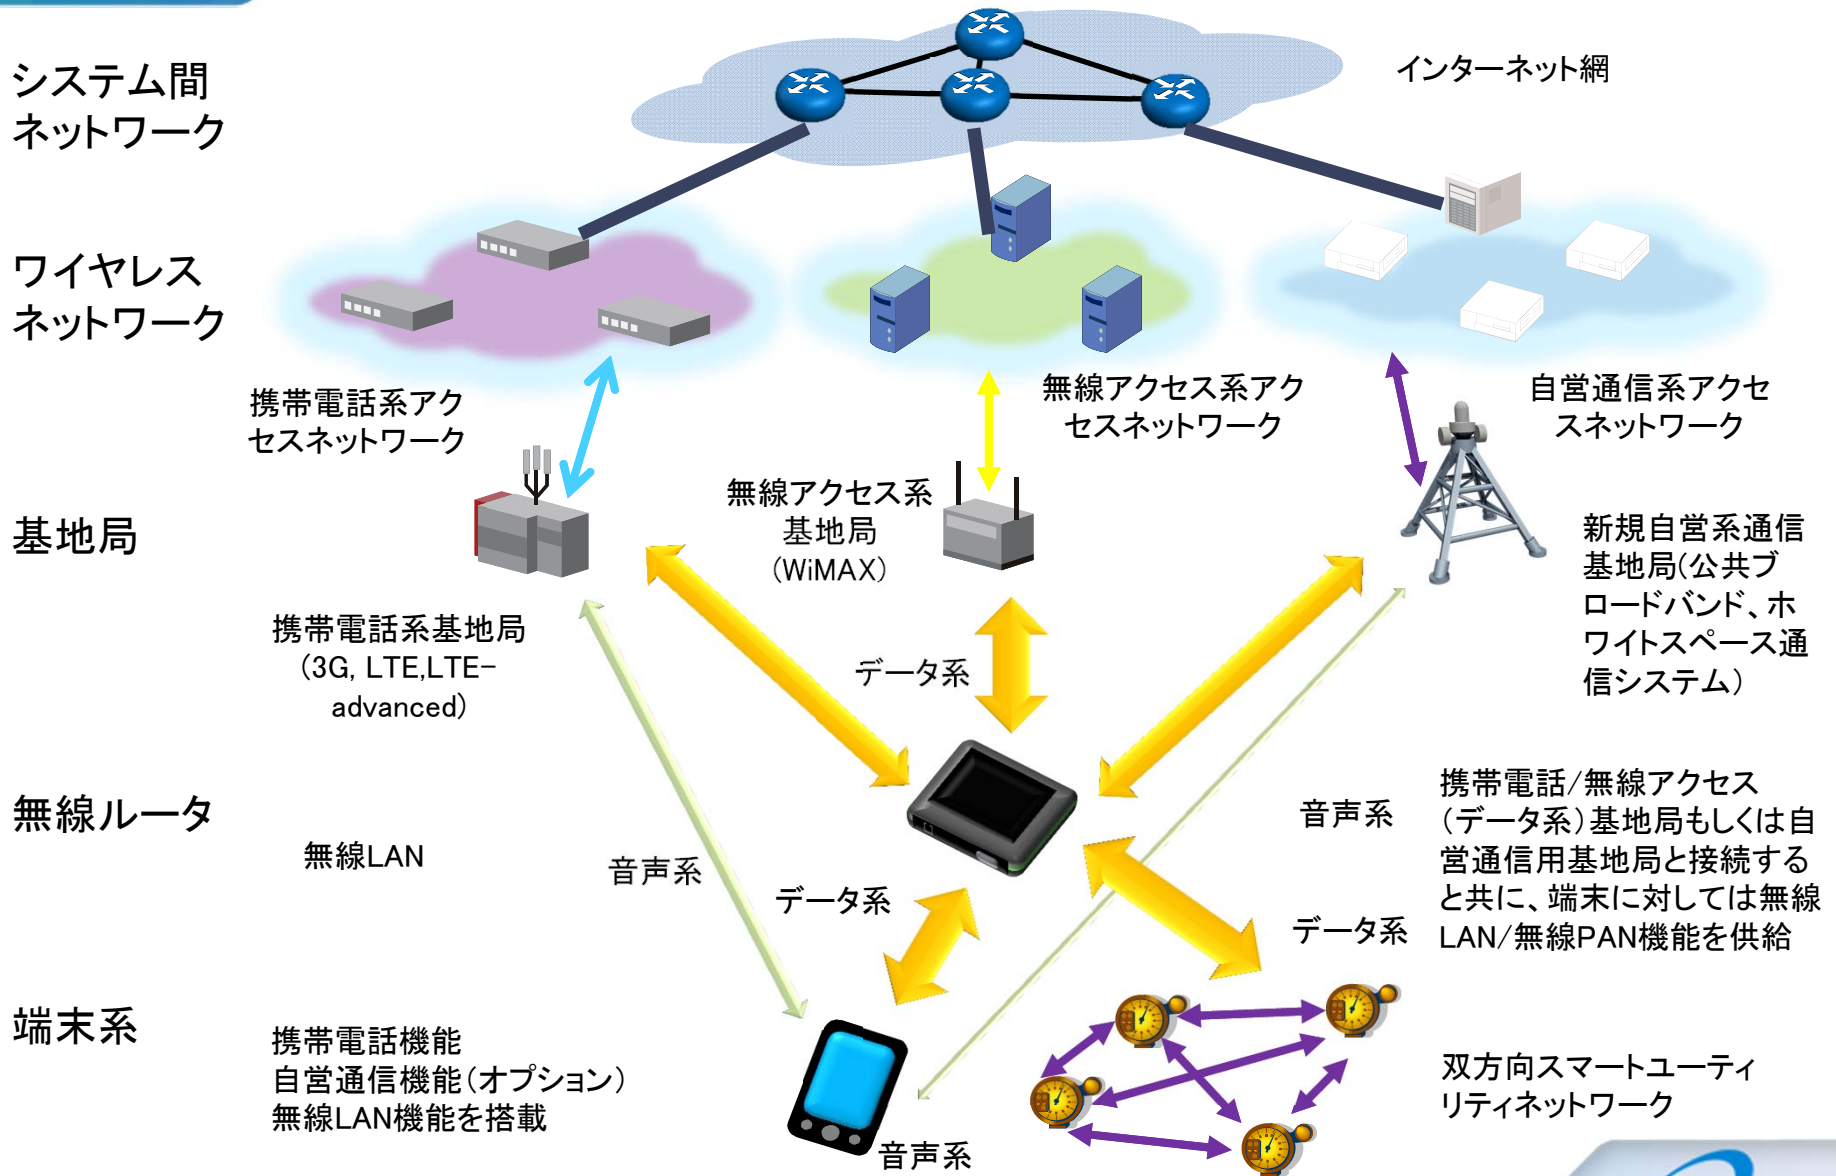 システム間
ネットワーク
インターネット網
ワイヤレス
ネットワーク
携帯電話系アク
セスネットワーク
無線アクセス系アク
セスネットワーク
自営通信系アクセ
スネットワーク
基地局
無線アクセス系
基地局
(WiMAX)
新規自営系通信
基地局(公共ブ
ロードバンド、ホ
ワイトスペース通
信システム)
携帯電話系基地局
(3G, LTE,LTE-
advanced)
データ系
無線ルータ
無線LAN
音声系
データ系
音声系
データ系
携帯電話/無線アクセス
(データ系)基地局もしくは自
営通信用基地局と接続する
と共に、端末に対しては無線
LAN/無線PAN機能を供給
端末系
携帯電話機能
自営通信機能(オプション)
無線LAN機能を搭載
音声系
双方向スマートユーティ
リティネットワーク